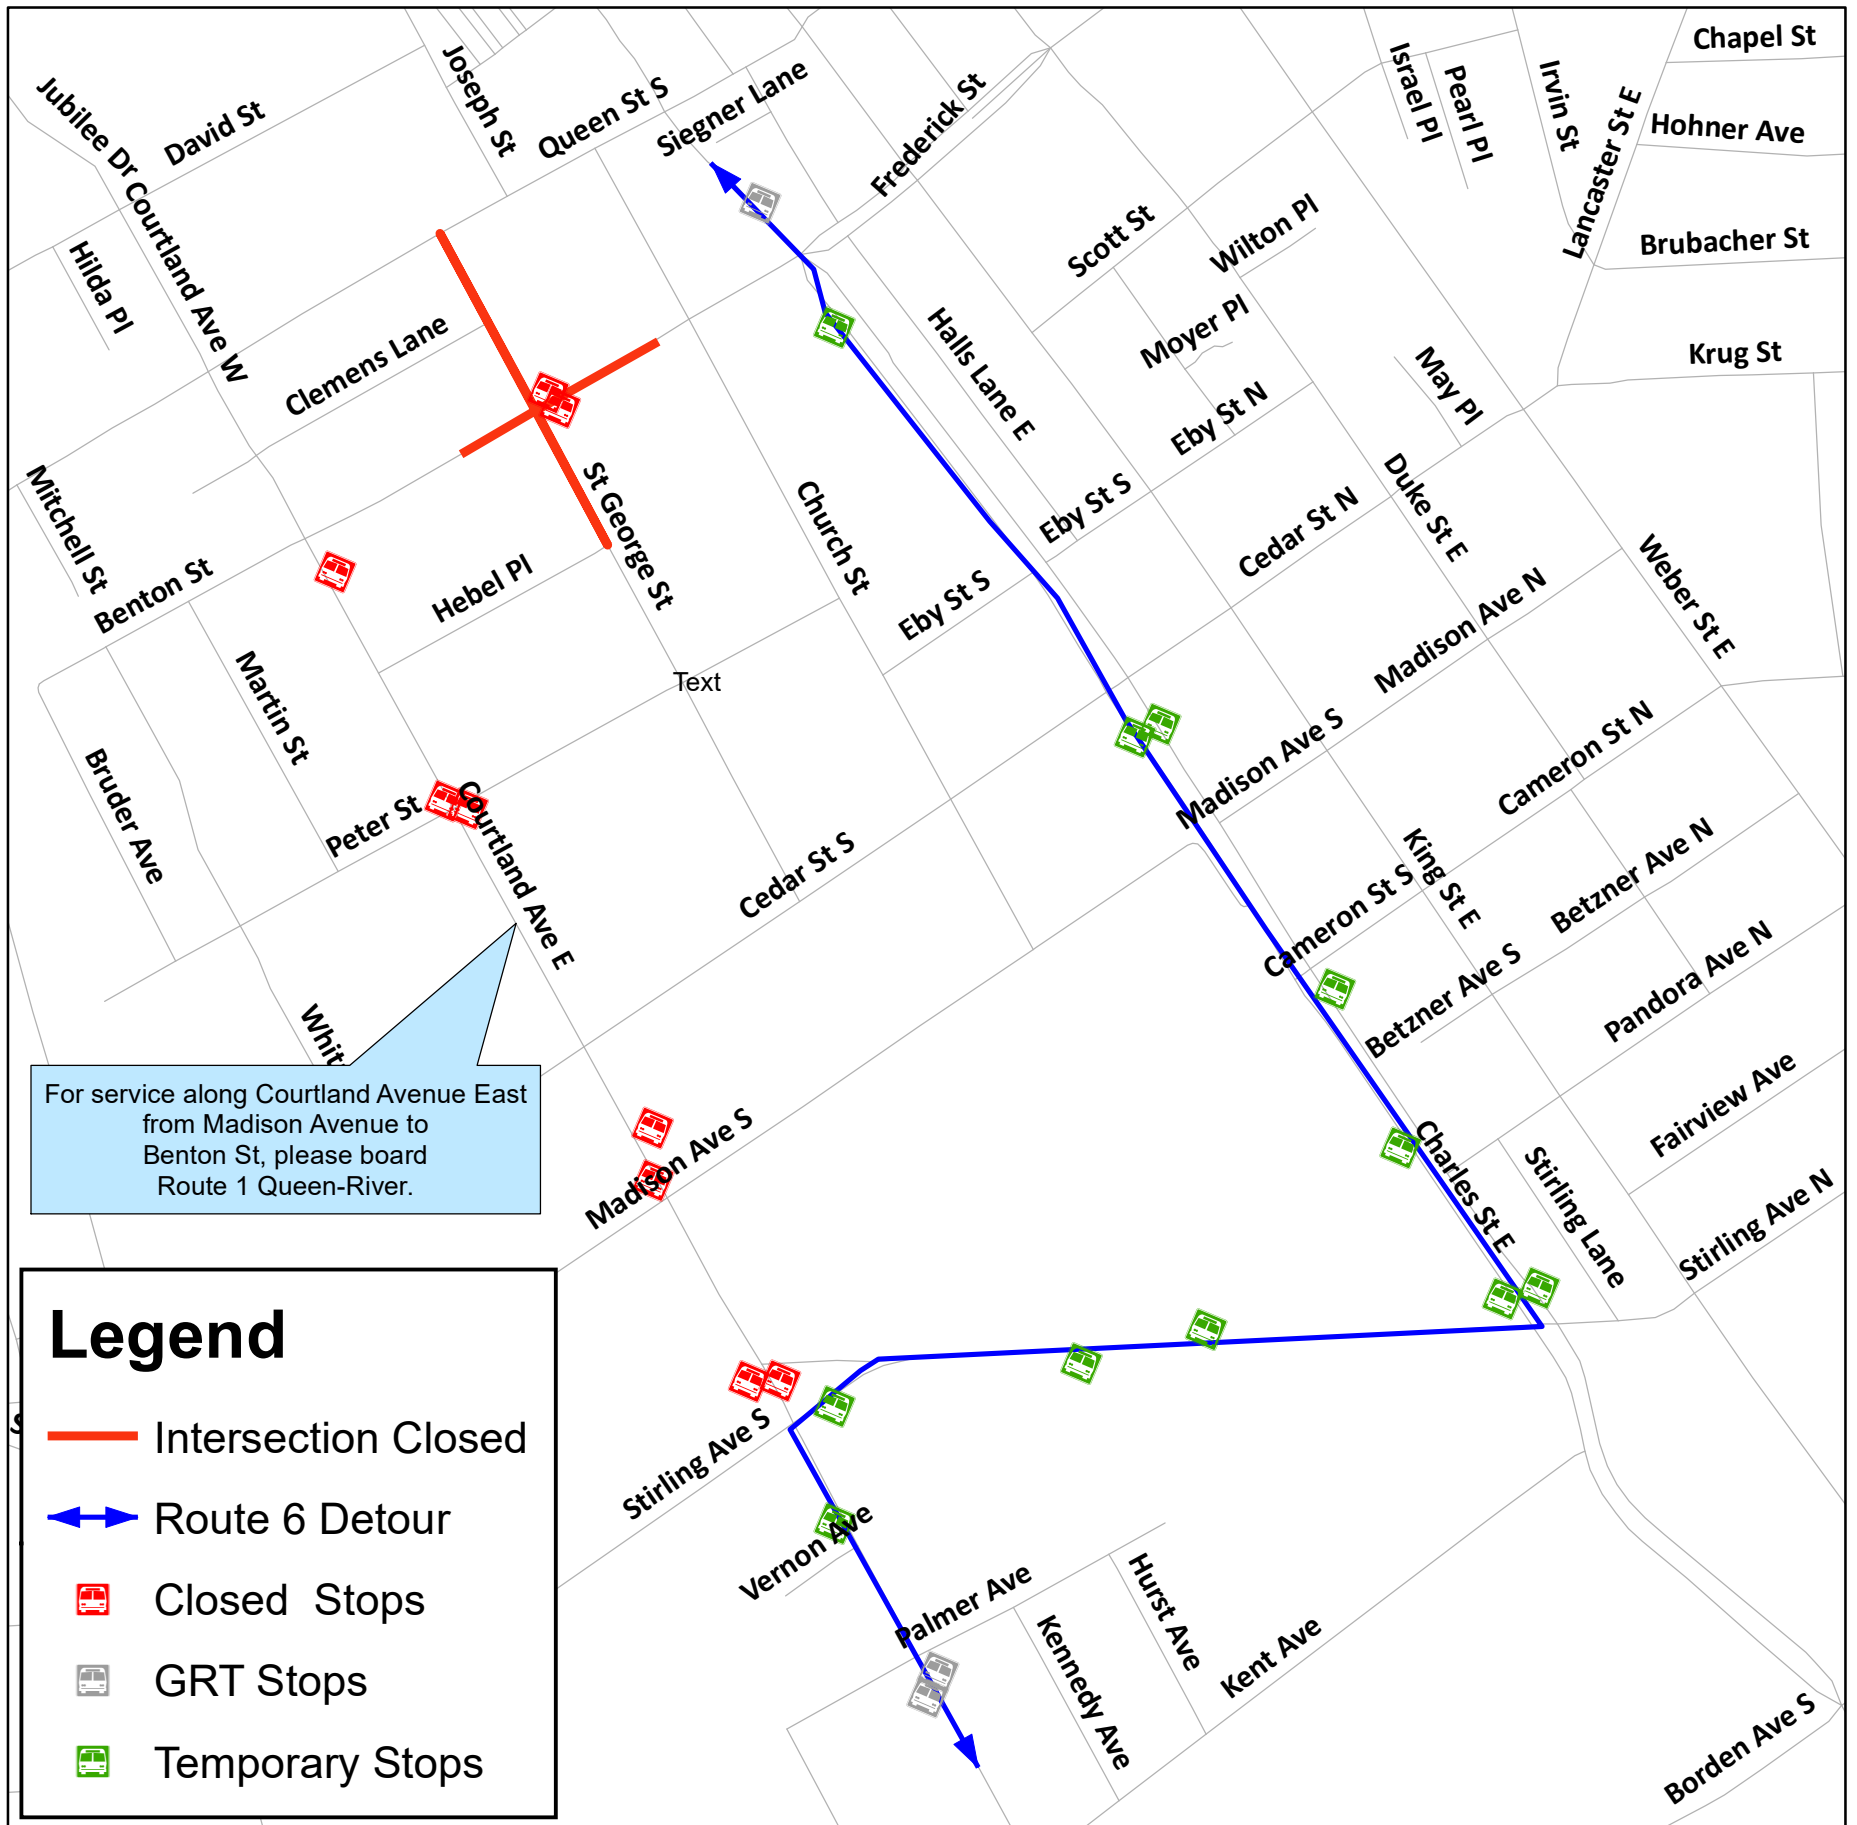 Chapel St
Joseph St
Israel Pl
Pearl Pl
Irvin St
Jubilee Dr
David St
Queen St S
Siegner Lane
Frederick St
Lancaster St E
Hohner Ave
Courtland Ave W
Hilda Pl
Scott St
Wilton Pl
Brubacher St
Clemens Lane
Halls Lane E
Moyer Pl
May Pl
Krug St
Mitchell St
St George St
Church St
Eby St S
Eby St N
Cedar St N
Duke St E
Benton St
Hebel Pl
Eby St S
Madison Ave N
Weber St E
Text
Martin St
Bruder Ave
Peter St
Courtland Ave E
Cedar St S
Madison Ave S
Cameron St N
King St E
Cameron St S
Betzner Ave N
Betzner Ave S
Pandora Ave N
Whit
For service along Courtland Avenue East
from Madison Avenue to
Benton St, please board
Route 1 Queen-River.
Madison Ave S
Charles St E
Stirling Lane
Fairview Ave
Stirling Ave N
Legend
Intersection Closed
Route 6 Detour
Closed  Stops
GRT Stops
Temporary Stops
S
Stirling Ave S
Vernon Ave
Palmer Ave
Hurst Ave
Kennedy Ave
Kent Ave
Borden Ave S